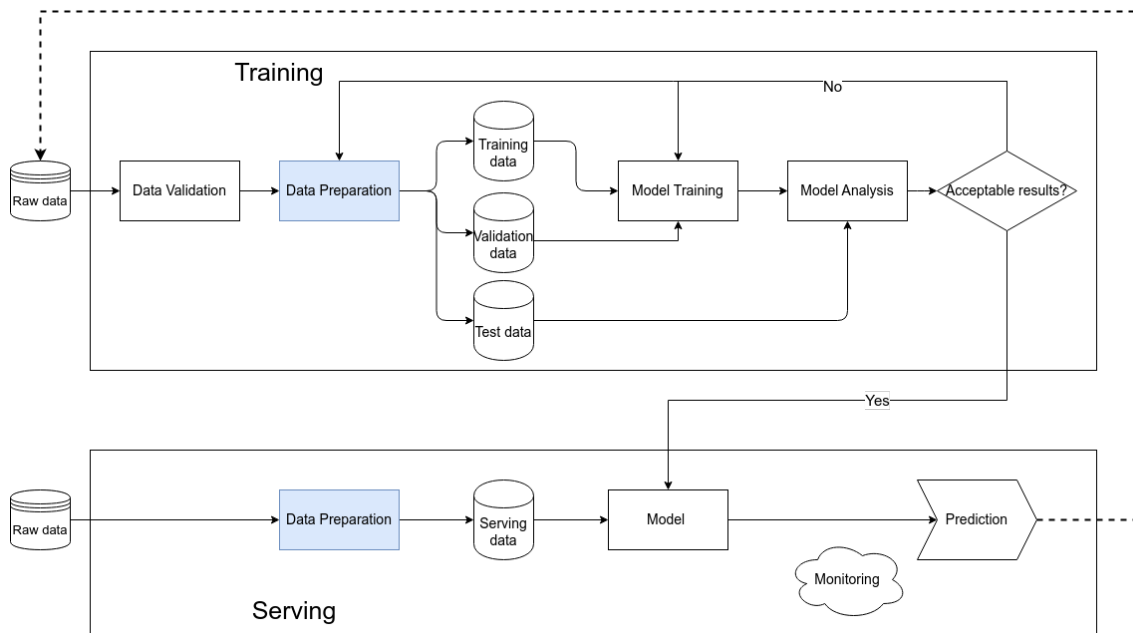 Training
No
Training
data
Raw data
Data Validation
Data Preparation
Model Training
Model Analysis
Acceptable results?
Validation
data
Test data
Yes
Raw data
Data Preparation
Serving
data
Model
Prediction
Monitoring
Serving